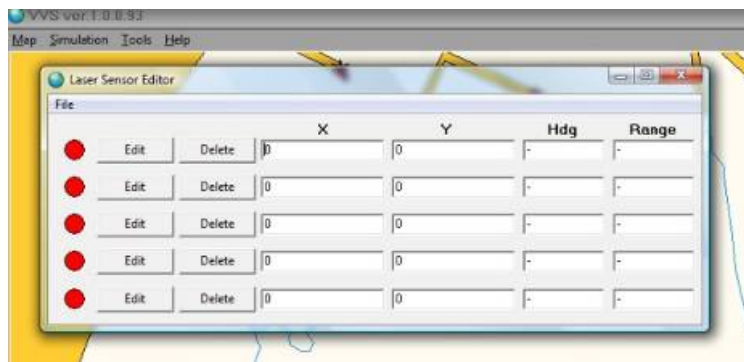 VVS ver.1.0.0.93
Map Simulation Tools Help
Laser Sensor Editor
File
X Y Hdg Range
Edit Delete 0 0 - -
Edit Delete 0 0 - -
Edit Delete 0 0 - -
Edit Delete 0 0 - -
Edit Delete 0 0 - -